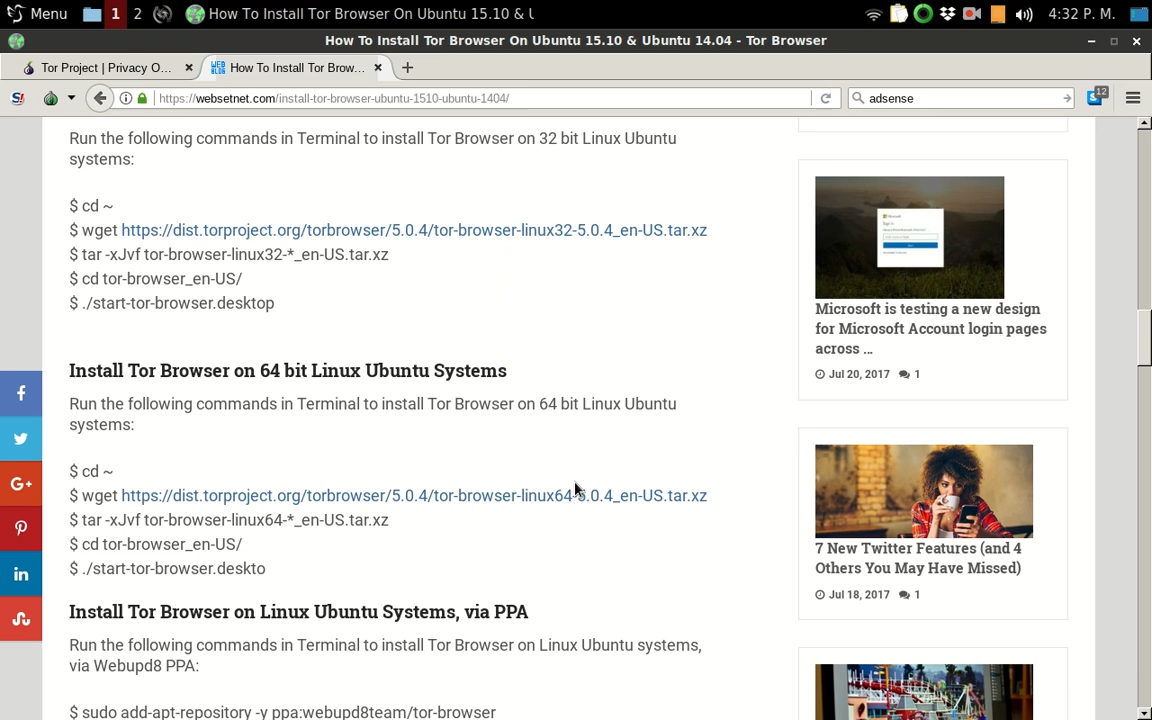 Menu 1 2 How To Install Tor Browser On Ubuntu 15.10 & U 4:32 P. M.
How To Install Tor Browser On Ubuntu 15.10 & Ubuntu 14.04 - Tor Browser
Tor Project | Privacy O... × How To Install Tor Brow... × +
https://websetnet.com/install-tor-browser-ubuntu-1510-ubuntu-1404/ adsense 12
Run the following commands in Terminal to install Tor Browser on 32 bit Linux Ubuntu
systems:
$ cd ~
$ wget https://dist.torproject.org/torbrowser/5.0.4/tor-browser-linux32-5.0.4_en-US.tar.xz
$ tar -xJvf tor-browser-linux32-*_en-US.tar.xz
$ cd tor-browser_en-US/
$ ./start-tor-browser.desktop
Install Tor Browser on 64 bit Linux Ubuntu Systems
Run the following commands in Terminal to install Tor Browser on 64 bit Linux Ubuntu
systems:
$ cd ~
$ wget https://dist.torproject.org/torbrowser/5.0.4/tor-browser-linux64-5.0.4_en-US.tar.xz
$ tar -xJvf tor-browser-linux64-*_en-US.tar.xz
$ cd tor-browser_en-US/
$ ./start-tor-browser.deskto
Install Tor Browser on Linux Ubuntu Systems, via PPA
Run the following commands in Terminal to install Tor Browser on Linux Ubuntu systems,
via Webupd8 PPA:
$ sudo add-apt-repository -y ppa:webupd8team/tor-browser
Microsoft is testing a new design
for Microsoft Account login pages
across ...
Jul 20, 2017 1
7 New Twitter Features (and 4
Others You May Have Missed)
Jul 18, 2017 1